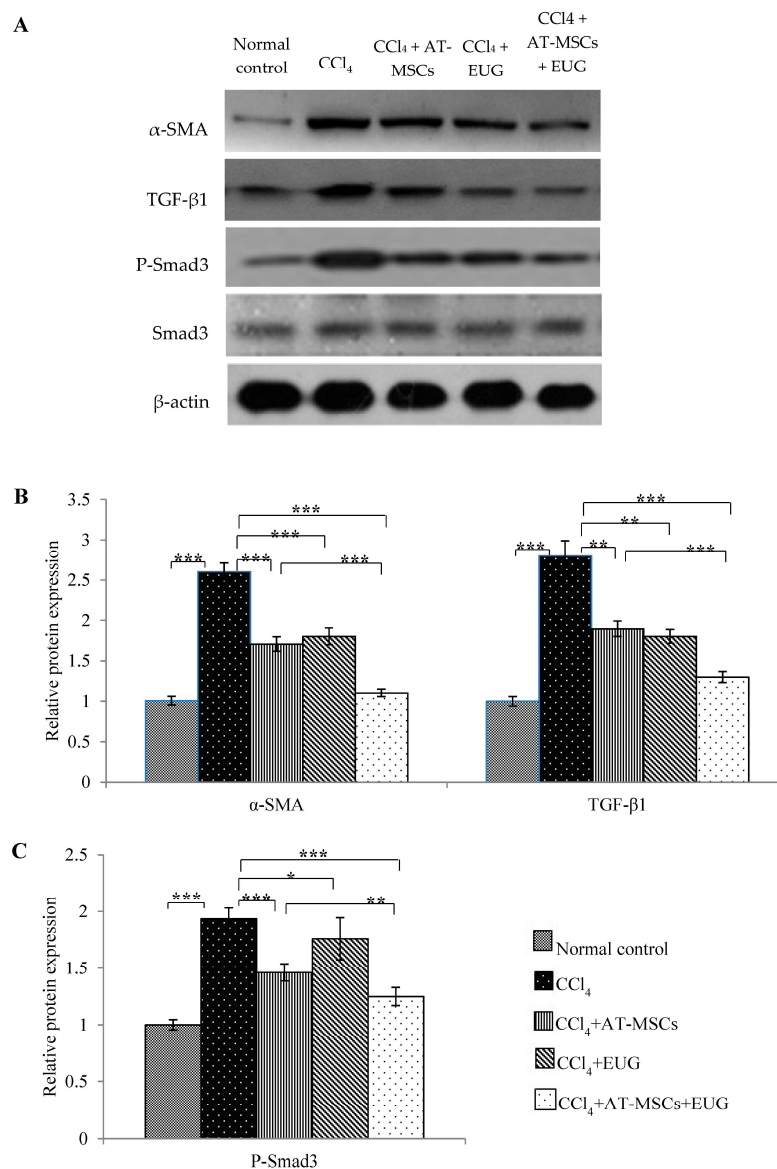 A
Normal control
CCl₄
CCl₄ + AT-MSCs
CCl₄ + EUG
CCl4 + AT-MSCs + EUG
α-SMA
TGF-β1
P-Smad3
Smad3
β-actin
B
Relative protein expression
3.5
3
2.5
2
1.5
1
0.5
0
***
***
***
***
***
***
**
***
**
***
α-SMA
TGF-β1
C
Relative protein expression
2.5
2
1.5
1
0.5
0
***
*
***
***
**
P-Smad3
Normal control
CCl₄
CCl₄+AT-MSCs
CCl₄+EUG
CCl₄+AT-MSCs+EUG